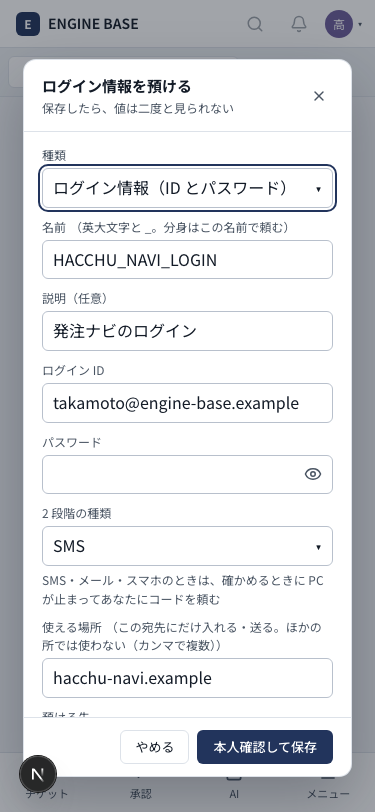 E ENGINE BASE 高
ログイン情報を預ける
保存したら、値は二度と見られない
種類
ログイン情報（ID とパスワード）
名前 （英大文字と _。分身はこの名前で頼む）
HACCHU_NAVI_LOGIN
説明（任意）
発注ナビのログイン
ログイン ID
takamoto@engine-base.example
パスワード
2 段階の種類
SMS
SMS・メール・スマホのときは、確かめるときに PC
が止まってあなたにコードを頼む
使える場所 （この宛先にだけ入れる・送る。ほかの
所では使わない（カンマで複数））
hacchu-navi.example
預ける先
やめる 本人確認して保存
N
チケット 承認 AI メニュー